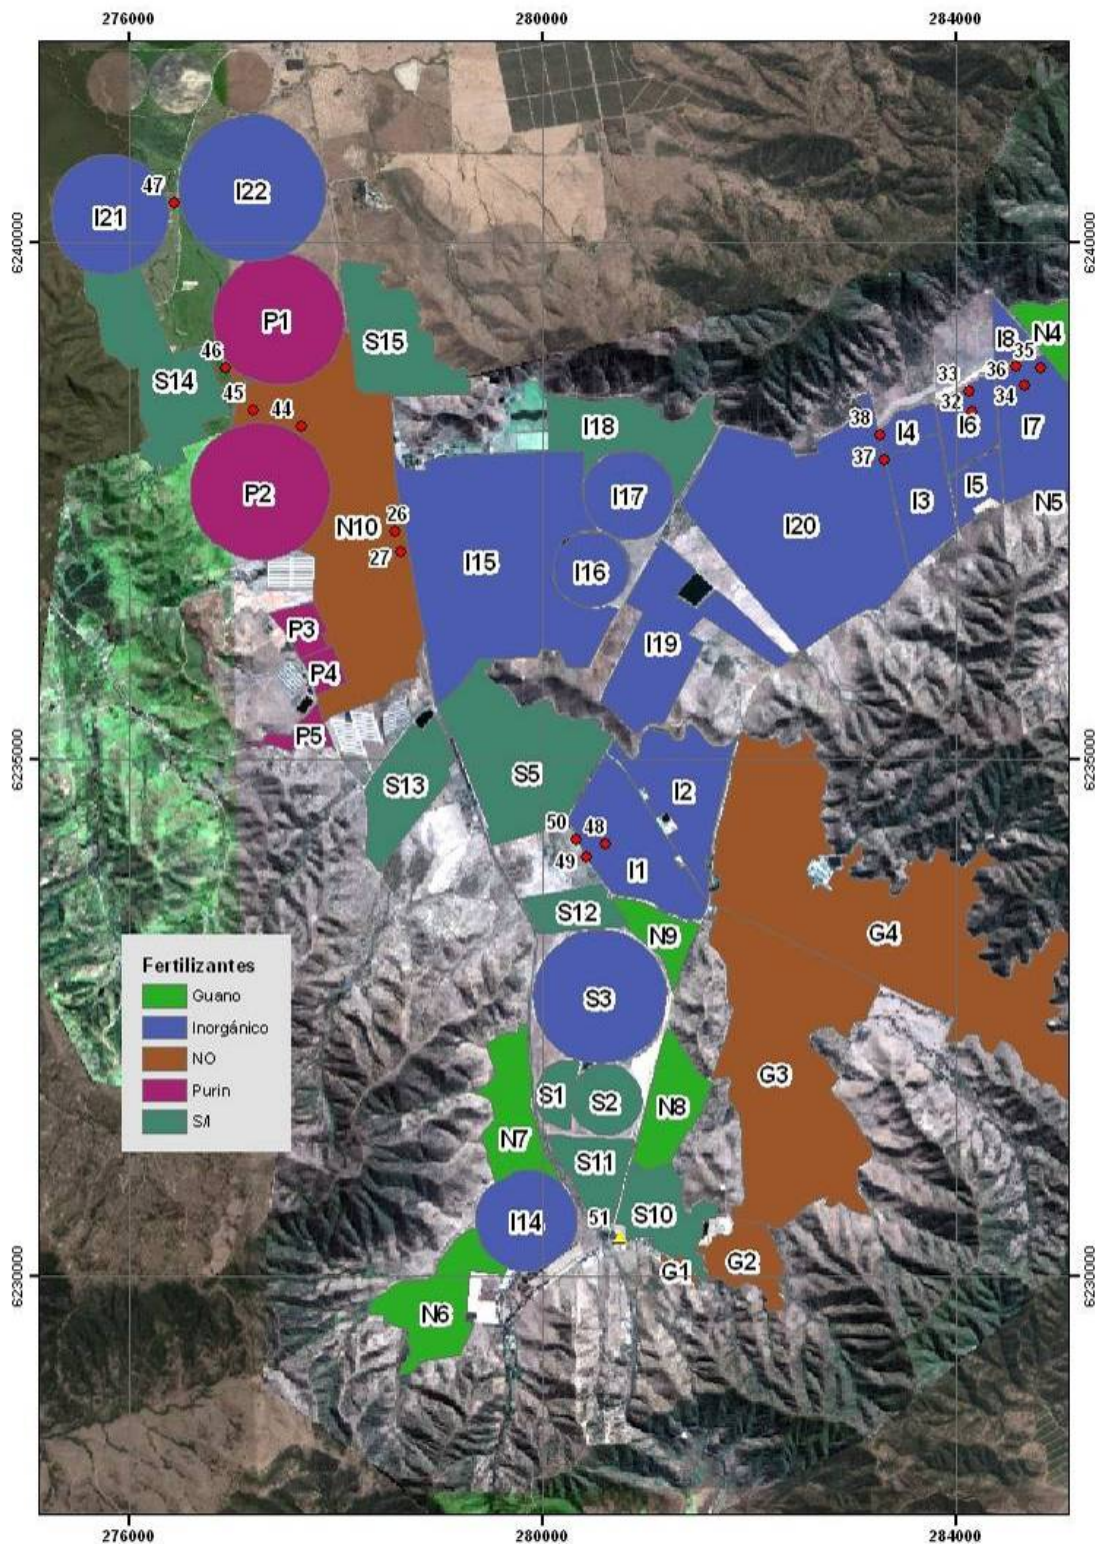 276000
280000
284000
6240000
6240000
47
I22
I21
P1
S15
I8
35
N4
46
S14
33
36
34
45
44
32
I18
38
I4
I6
I7
37
P2
I17
I3
I5
N5
26
N10
I20
27
I15
I16
P3
I19
P4
P5
6235000
6235000
S13
S5
I2
50
48
49
I1
S12
N9
G4
Fertilizantes
Guano
Inorgánico
NO
Purin
S/I
S3
G3
S1
S2
N8
N7
S11
I14
51
S10
G1
G2
6230000
6230000
N6
276000
280000
284000